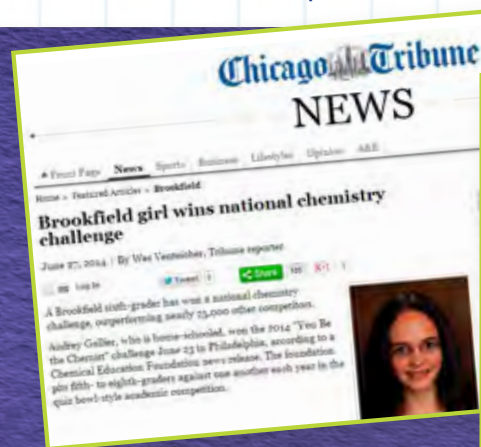 Chicago Tribune
NEWS
Front Page News Sports Business Lifestyles Opinion A&E
Home > Featured Articles > Brookfield
Brookfield girl wins national chemistry
challenge
June 27, 2014 | By Wes Venteicher, Tribune reporter
Log In Tweet Share +1
A Brookfield sixth-grader has won a national chemistry
challenge, outperforming nearly 25,000 other competitors.
Audrey Gallier, who is home-schooled, won the 2014 "You Be
the Chemist" challenge June 23 in Philadelphia, according to a
Chemical Education Foundation news release. The foundation
pits fifth- to eighth-graders against one another each year in the
quiz bowl-style academic competition.